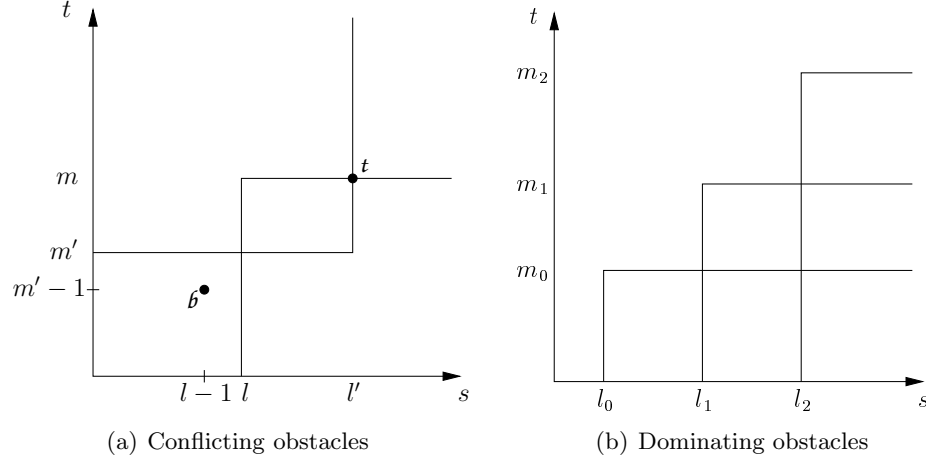 t
m
m′
m′ − 1
t
b
l − 1 l l′ s
(a) Conflicting obstacles
t
m₂
m₁
m₀
l₀ l₁ l₂ s
(b) Dominating obstacles